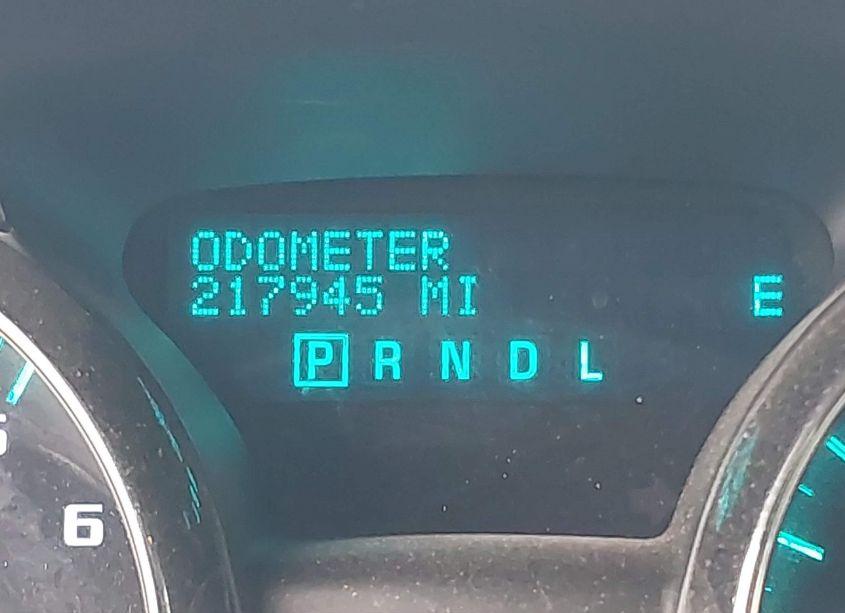 ODOMETER
217945 MI E
P R N D L
6